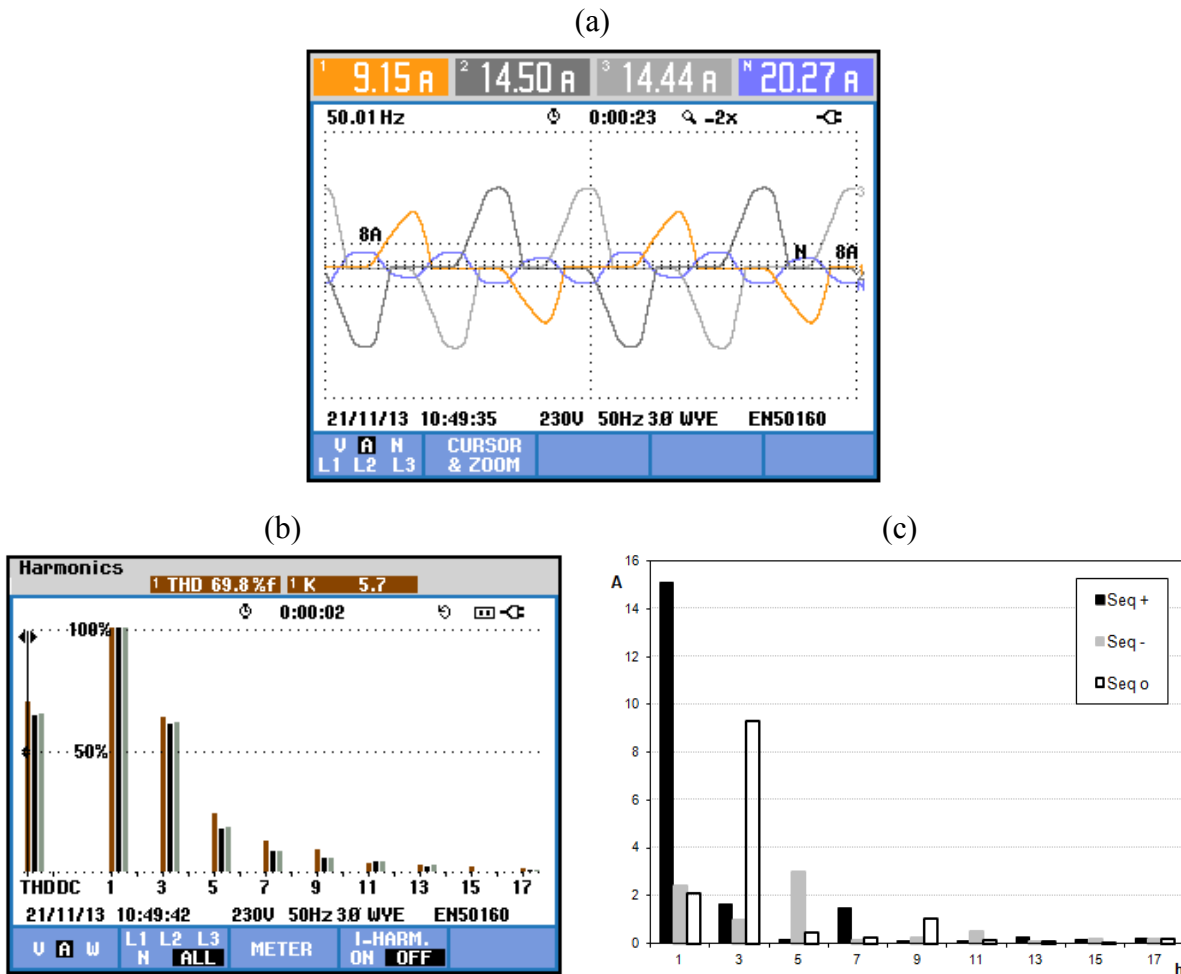 (a)
1 9.15 A 2 14.50 A 3 14.44 A N 20.27 A
50.01Hz 0:00:23 -2x
3
8A
N 8A
N
21/11/13 10:49:35 230V 50Hz 3Ø WYE EN50160
V A N
L1 L2 L3
CURSOR
& ZOOM
(b)
Harmonics
1 THD 69.8%f 1 K 5.7
0:00:02
100%
50%
THDDC 1 3 5 7 9 11 13 15 17
21/11/13 10:49:42 230V 50Hz 3Ø WYE EN50160
V A W
L1 L2 L3
N ALL
METER
I-HARM.
ON OFF
(c)
A
16
14
12
10
8
6
4
2
0
1 3 5 7 9 11 13 15 17
h
Seq +
Seq -
Seq o